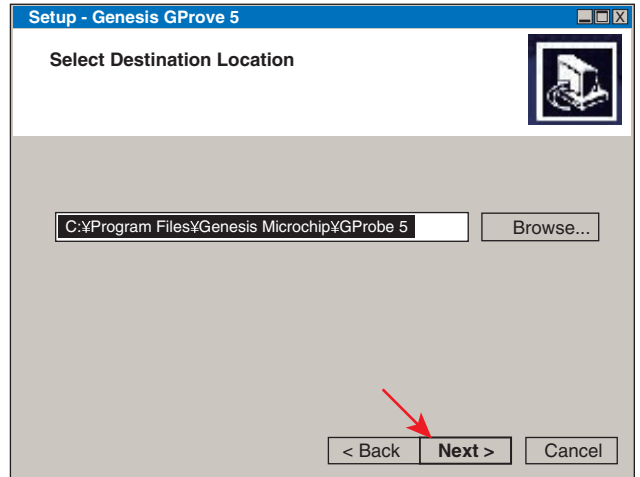 Setup - Genesis GProve 5
Select Destination Location
C:¥Program Files¥Genesis Microchip¥GProbe 5
Browse...
< Back Next > Cancel